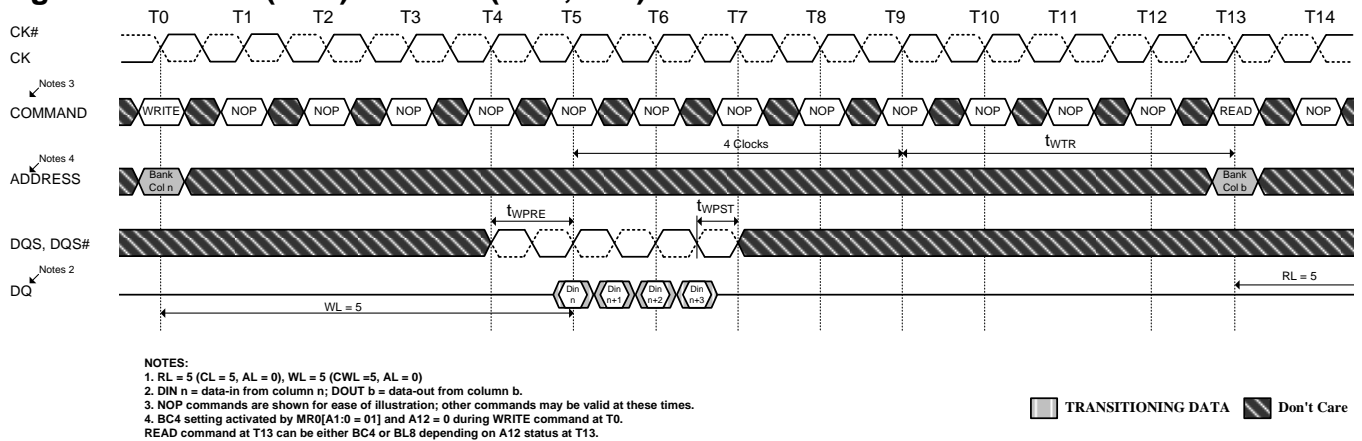 T0 T1 T2 T3 T4 T5 T6 T7 T8 T9 T10 T11 T12 T13 T14
CK#
CK
Notes 3
COMMAND
WRITE NOP NOP NOP NOP NOP NOP NOP NOP NOP NOP NOP NOP READ NOP
4 Clocks tWTR
Notes 4
ADDRESS
Bank Col n
Bank Col b
tWPRE tWPST
DQS, DQS#
Notes 2
DQ
Din n Din n+1 Din n+2 Din n+3
RL = 5
WL = 5
NOTES:
1. RL = 5 (CL = 5, AL = 0), WL = 5 (CWL =5, AL = 0)
2. DIN n = data-in from column n; DOUT b = data-out from column b.
3. NOP commands are shown for ease of illustration; other commands may be valid at these times.
4. BC4 setting activated by MR0[A1:0 = 01] and A12 = 0 during WRITE command at T0.
READ command at T13 can be either BC4 or BL8 depending on A12 status at T13.
TRANSITIONING DATA Don't Care